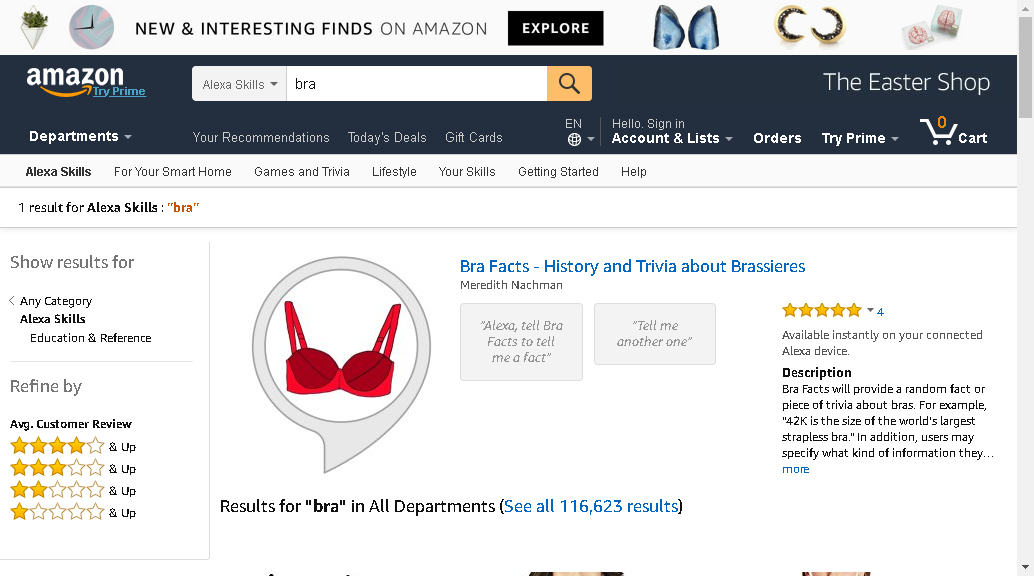 NEW & INTERESTING FINDS ON AMAZON EXPLORE
amazon
Try Prime
Alexa Skills
bra
The Easter Shop
Departments
Your Recommendations Today's Deals Gift Cards
EN
Hello. Sign in
Account & Lists
Orders
Try Prime
0
Cart
Alexa Skills For Your Smart Home Games and Trivia Lifestyle Your Skills Getting Started Help
1 result for Alexa Skills : "bra"
Show results for
Any Category
Alexa Skills
Education & Reference
Refine by
Avg. Customer Review
& Up
& Up
& Up
& Up
Bra Facts - History and Trivia about Brassieres
Meredith Nachman
"Alexa, tell Bra
Facts to tell
me a fact"
"Tell me
another one"
4
Available instantly on your connected
Alexa device.
Description
Bra Facts will provide a random fact or
piece of trivia about bras. For example,
"42K is the size of the world's largest
strapless bra." In addition, users may
specify what kind of information they...
more
Results for "bra" in All Departments (See all 116,623 results)